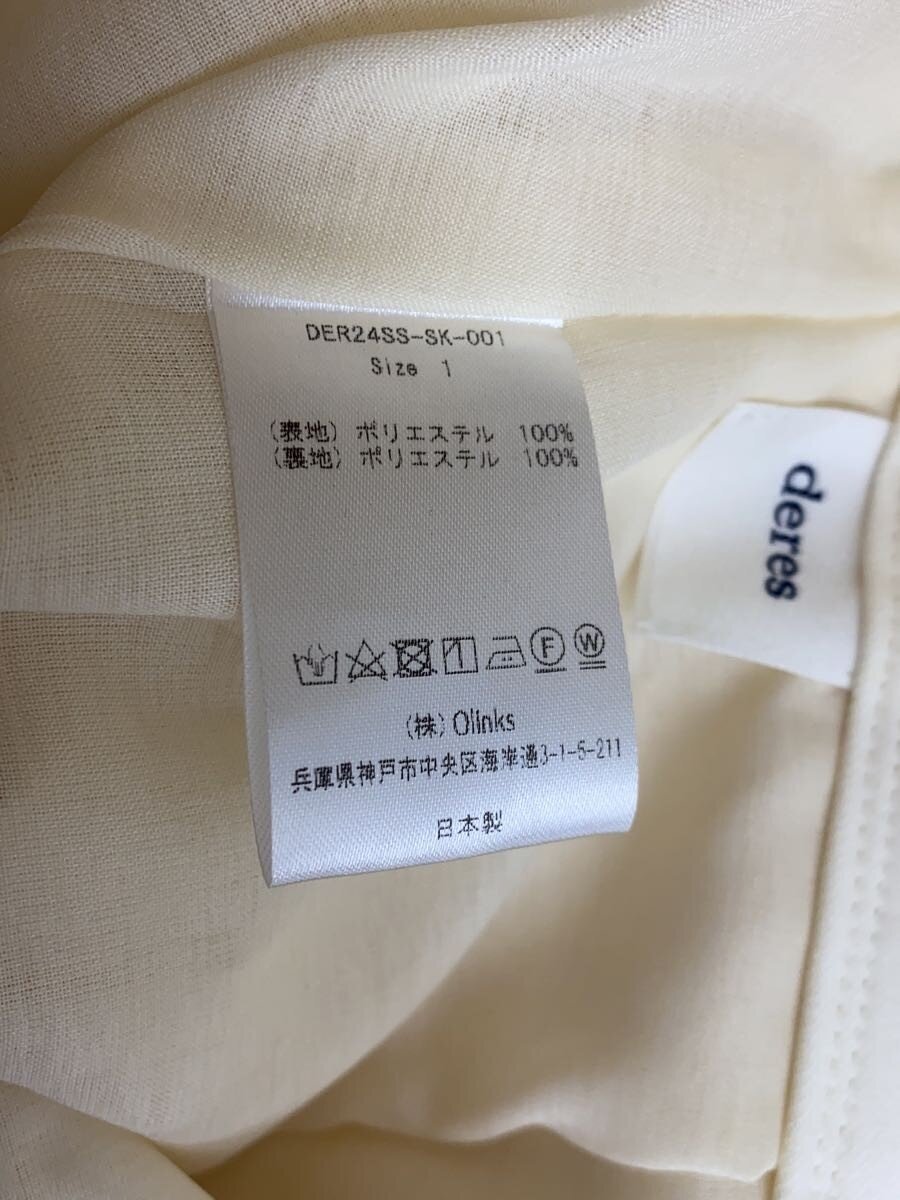 DER24SS-SK-001
Size 1
(表地) ポリエステル 100%
(裏地) ポリエステル 100%
F W
(株) Olinks
兵庫県神戸市中央区海岸通3-1-5-211
日本製
deres